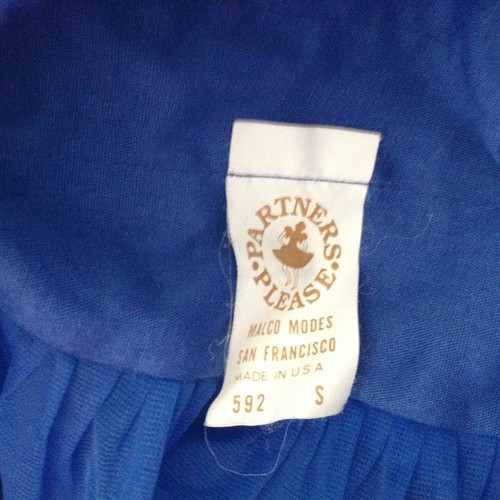 PARTNERS
PLEASE
MALCO MODES
SAN FRANCISCO
MADE IN U.S.A
592 S